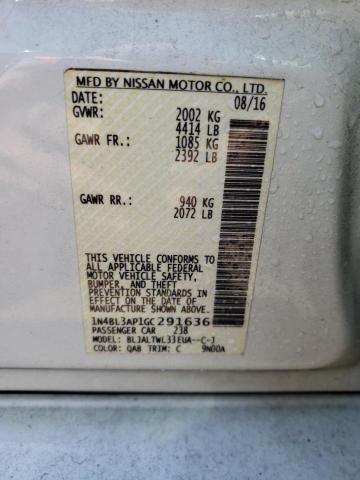 MFD BY NISSAN MOTOR CO., LTD.
DATE: 08/16
GVWR: 2002 KG
4414 LB
GAWR FR.: 1085 KG
2392 LB
GAWR RR.: 940 KG
2072 LB
THIS VEHICLE CONFORMS TO
ALL APPLICABLE FEDERAL
MOTOR VEHICLE SAFETY,
BUMPER, AND THEFT
PREVENTION STANDARDS IN
EFFECT ON THE DATE OF
MANUFACTURE SHOWN ABOVE.
1N4BL3AP1GC291636
PASSENGER CAR 238
MODEL: BLJALTWL33EUA--C-J
COLOR: QAB TRIM: C 9N00A